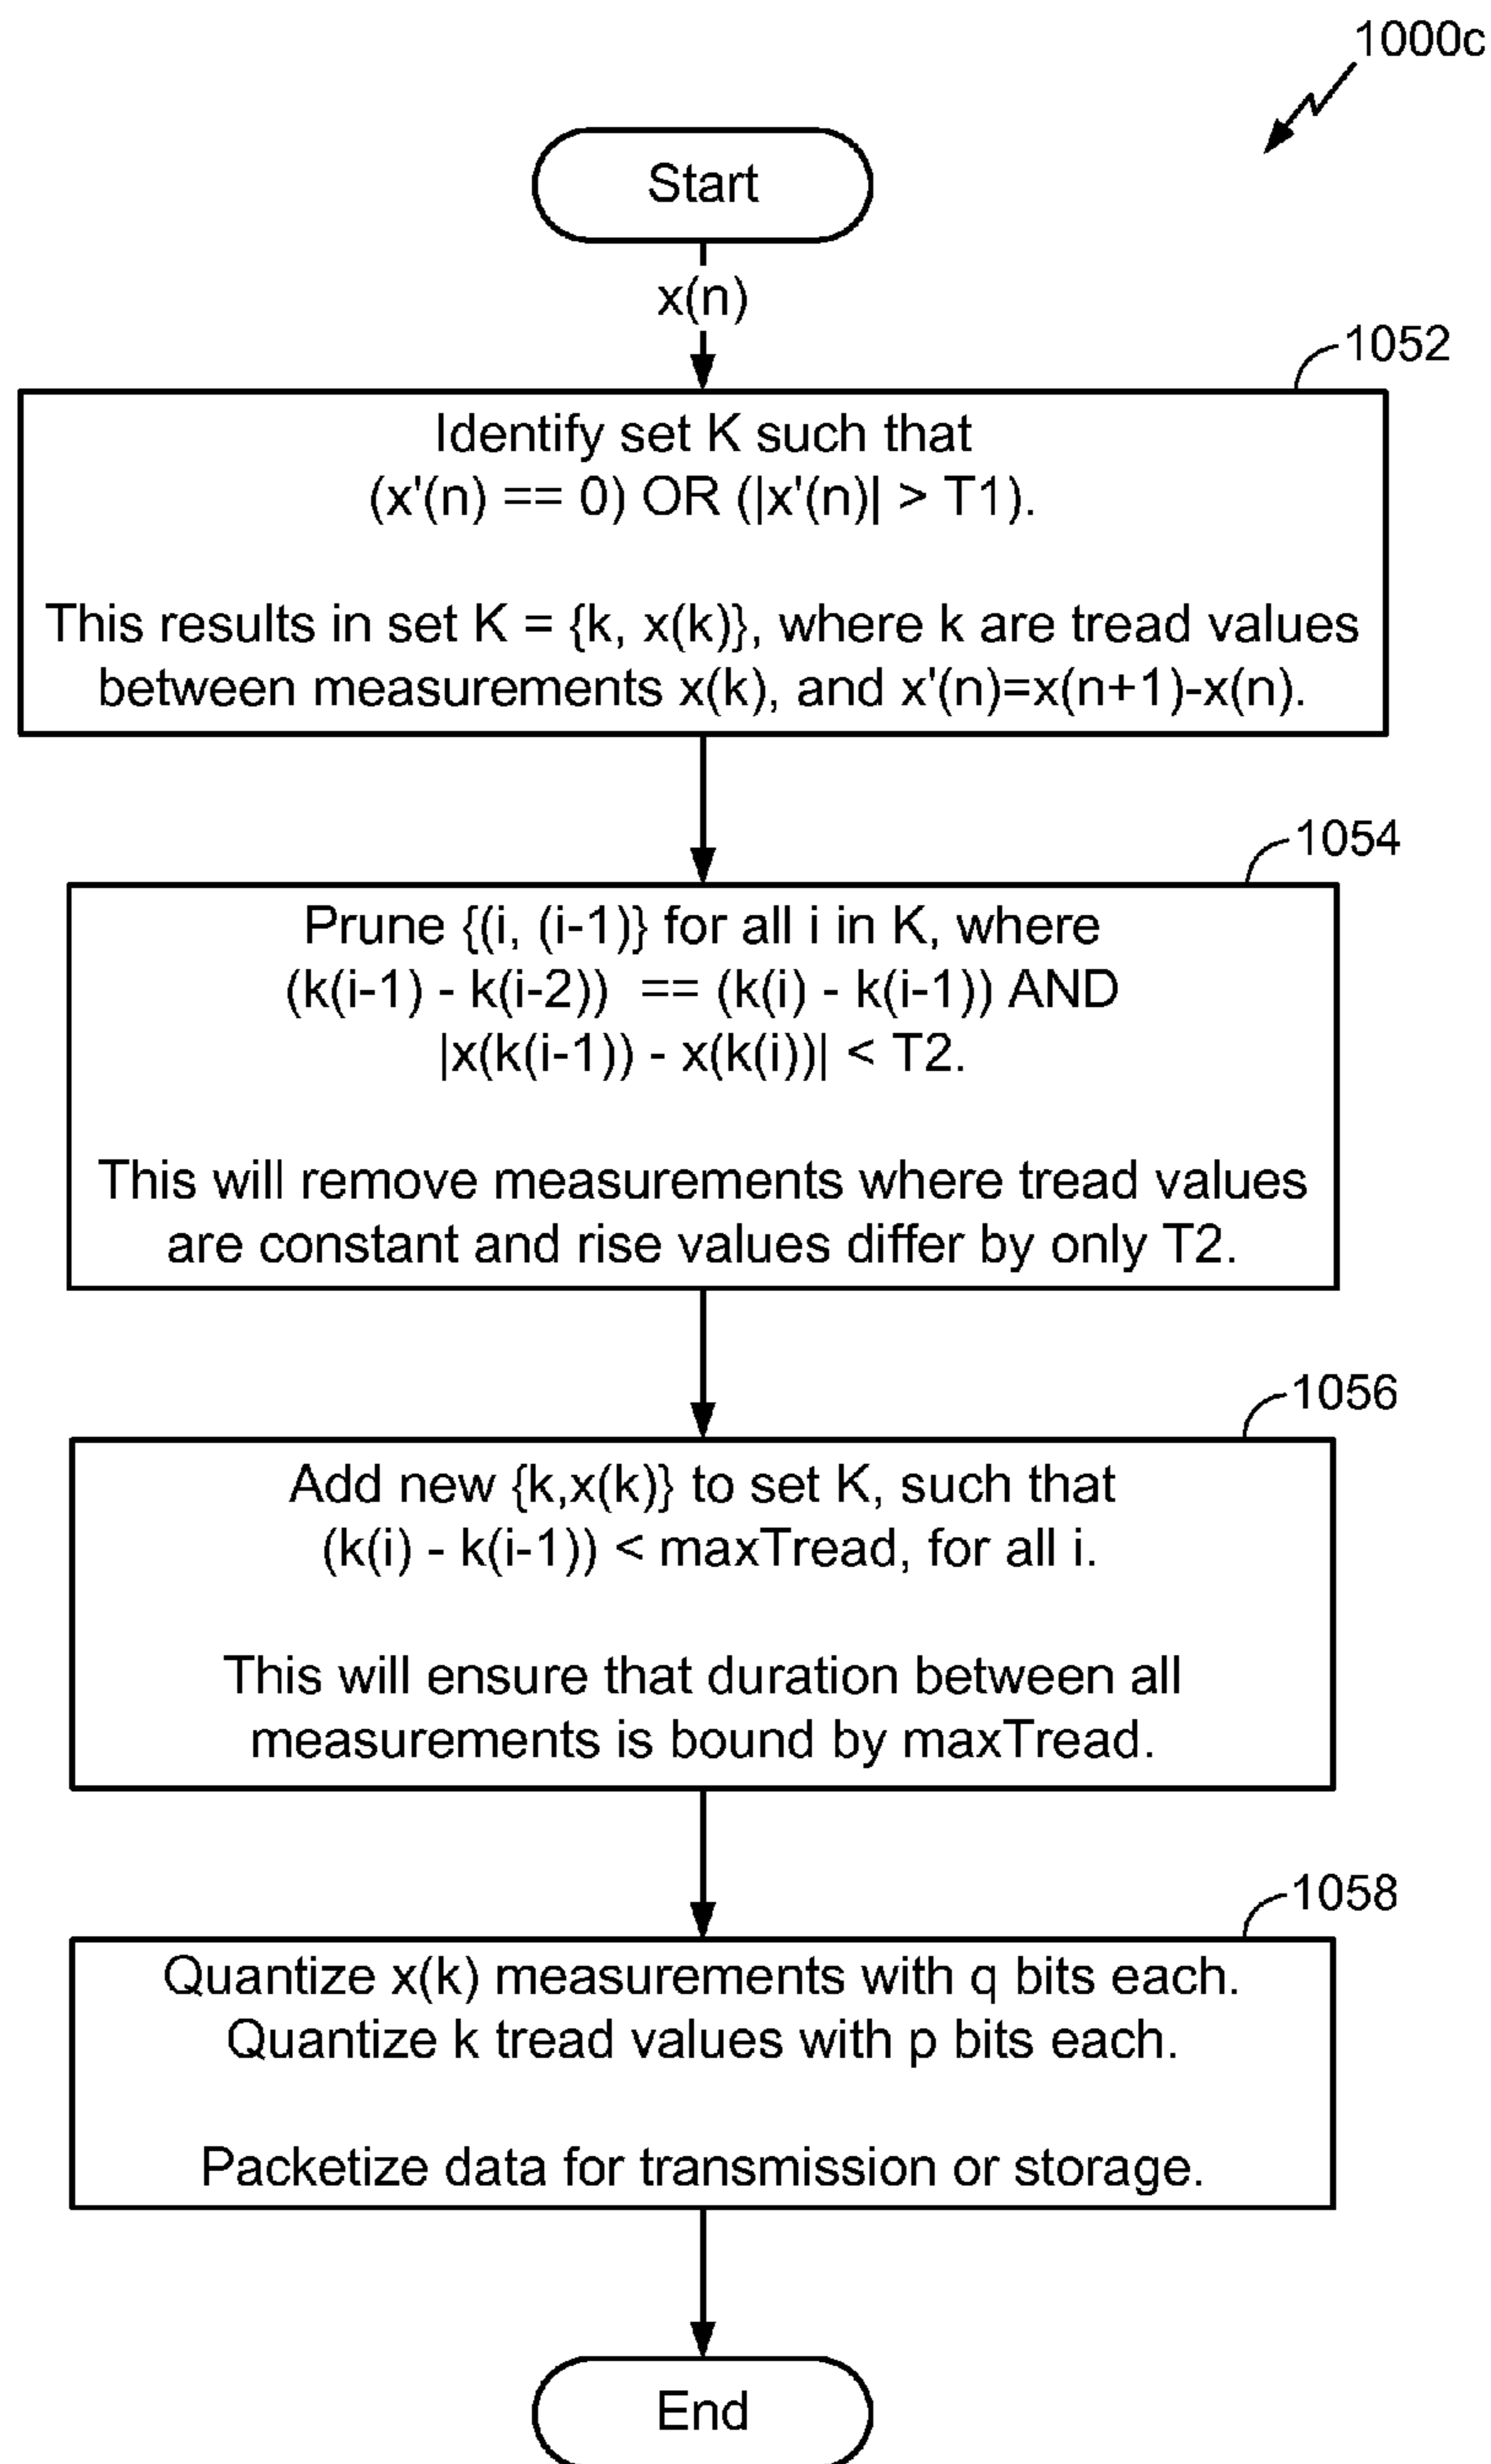 1000c
Start
x(n)
1052
Identify set K such that
(x'(n) == 0) OR (|x'(n)| > T1).
This results in set K = {k, x(k)}, where k are tread values
between measurements x(k), and x'(n)=x(n+1)-x(n).
1054
Prune {(i, (i-1)} for all i in K, where
(k(i-1) - k(i-2)) == (k(i) - k(i-1)) AND
|x(k(i-1)) - x(k(i))| < T2.
This will remove measurements where tread values
are constant and rise values differ by only T2.
1056
Add new {k,x(k)} to set K, such that
(k(i) - k(i-1)) < maxTread, for all i.
This will ensure that duration between all
measurements is bound by maxTread.
1058
Quantize x(k) measurements with q bits each.
Quantize k tread values with p bits each.
Packetize data for transmission or storage.
End